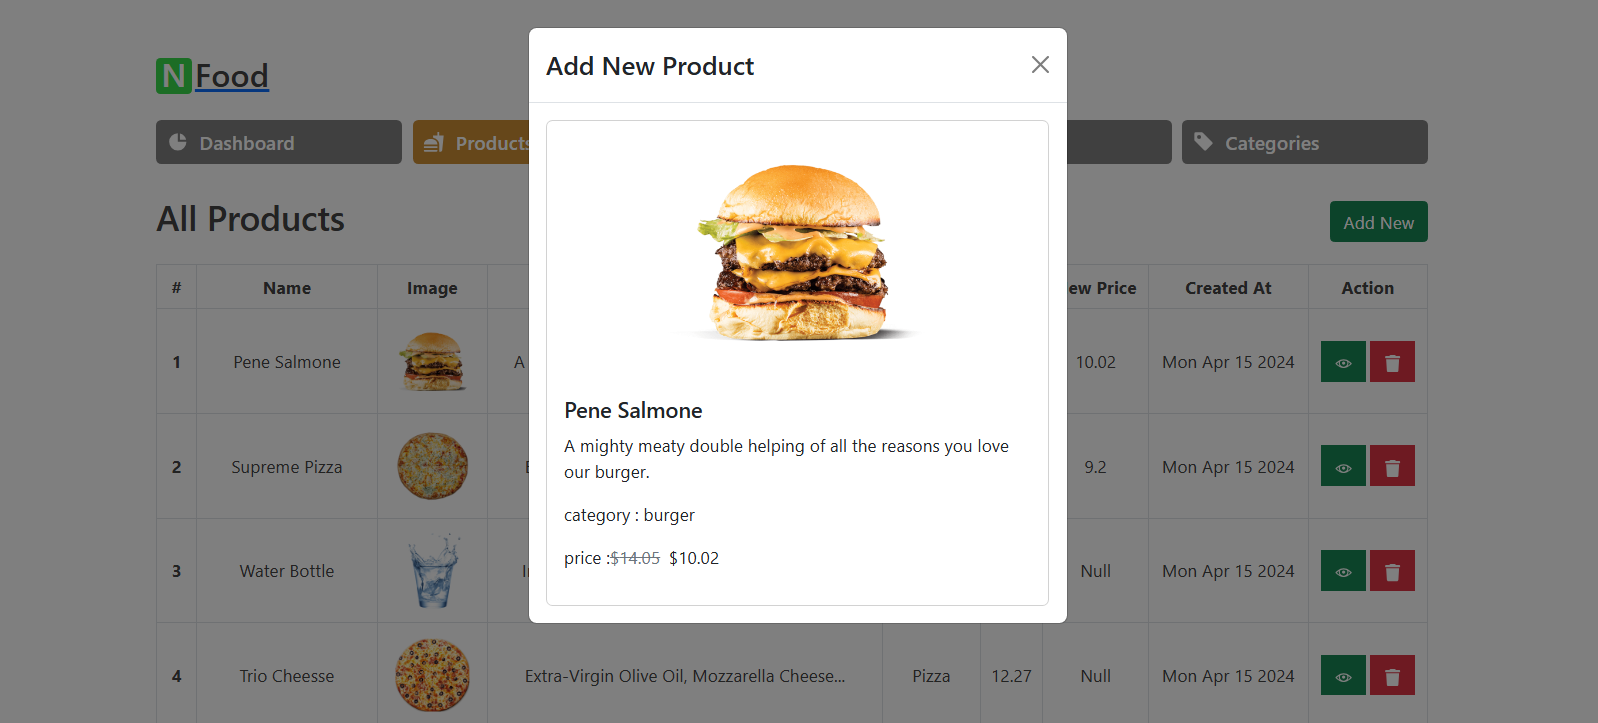 N Food
Add New Product
Dashboard
Products
Categories
All Products
Add New
# Name Image ew Price Created At Action
1 Pene Salmone A 10.02 Mon Apr 15 2024
2 Supreme Pizza 9.2 Mon Apr 15 2024
3 Water Bottle Null Mon Apr 15 2024
4 Trio Cheesse Extra-Virgin Olive Oil, Mozzarella Cheese... Pizza 12.27 Null Mon Apr 15 2024
Pene Salmone
A mighty meaty double helping of all the reasons you love
our burger.
category : burger
price :$14.05 $10.02